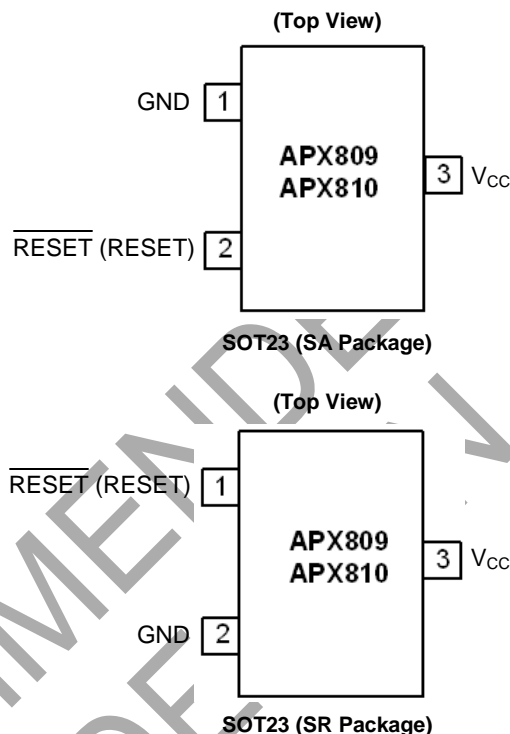 (Top View)
GND 1
APX809
APX810
3 VCC
RESET (RESET) 2
SOT23 (SA Package)
(Top View)
RESET (RESET) 1
APX809
APX810
3 VCC
GND 2
SOT23 (SR Package)